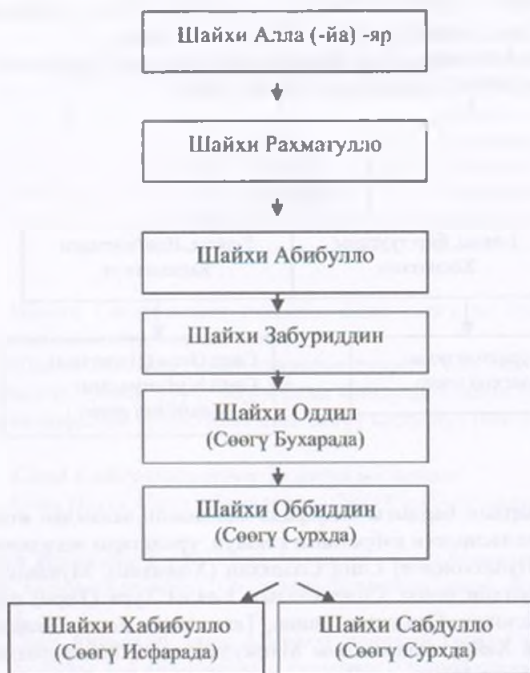 Шайхи Алла (-йа) -яр
Шайхи Рахматулло
Шайхи Абибулло
Шайхи Забуриддин
Шайхи Оддил
(Сөөгү Бухарада)
Шайхи Оббиддин
(Сөөгү Сурхда)
Шайхи Хабибулло
(Сөөгү Исфарада)
Шайхи Сабдулло
(Сөөгү Сурхда)